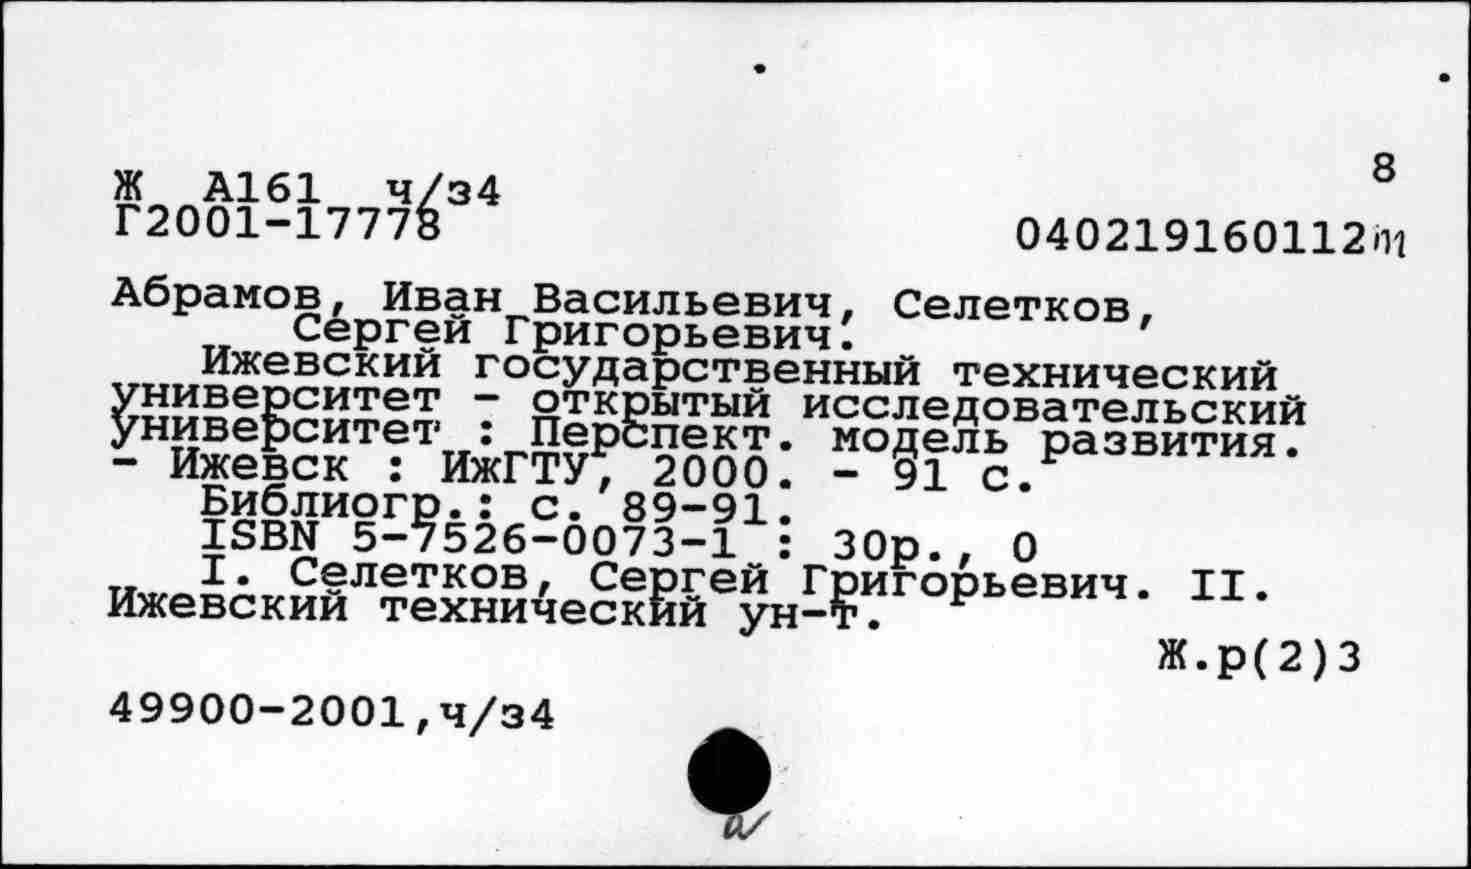 8
Ж А161 ч/з4
Г2001-17778
040219160112m
Абрамов, Иван Васильевич, Селетков,
Сергей Григорьевич.
Ижевский государственный технический
университет - открытый исследовательский
университет : Перспект. модель развития.
- Ижевск : ИжГТУ, 2000. - 91 с.
Библиогр.: с. 89-91.
ISBN 5-7526-0073-1 : 30р., 0
I. Селетков, Сергей Григорьевич. II.
Ижевский технический ун-т.
Ж.р(2)3
49900-2001,ч/з4